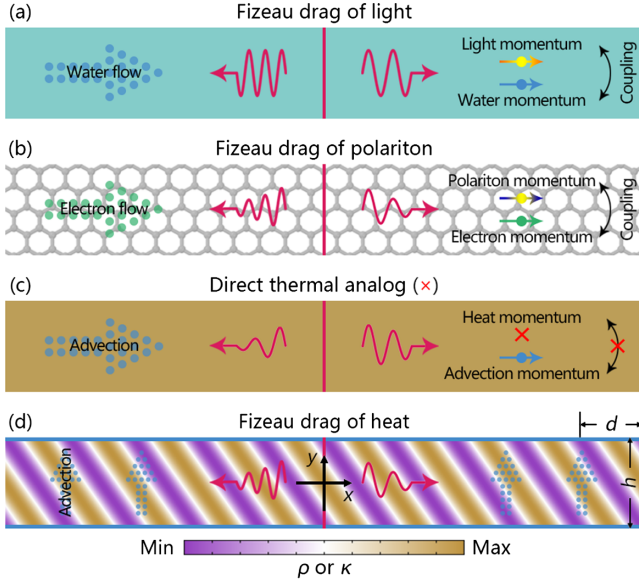 (a) Fizeau drag of light
Water flow
Light momentum
Water momentum
Coupling
(b) Fizeau drag of polariton
Electron flow
Polariton momentum
Electron momentum
Coupling
(c) Direct thermal analog (×)
Advection
Heat momentum
Advection momentum
(d) Fizeau drag of heat
d
Advection
y
x
h
Min Max
ρ or κ